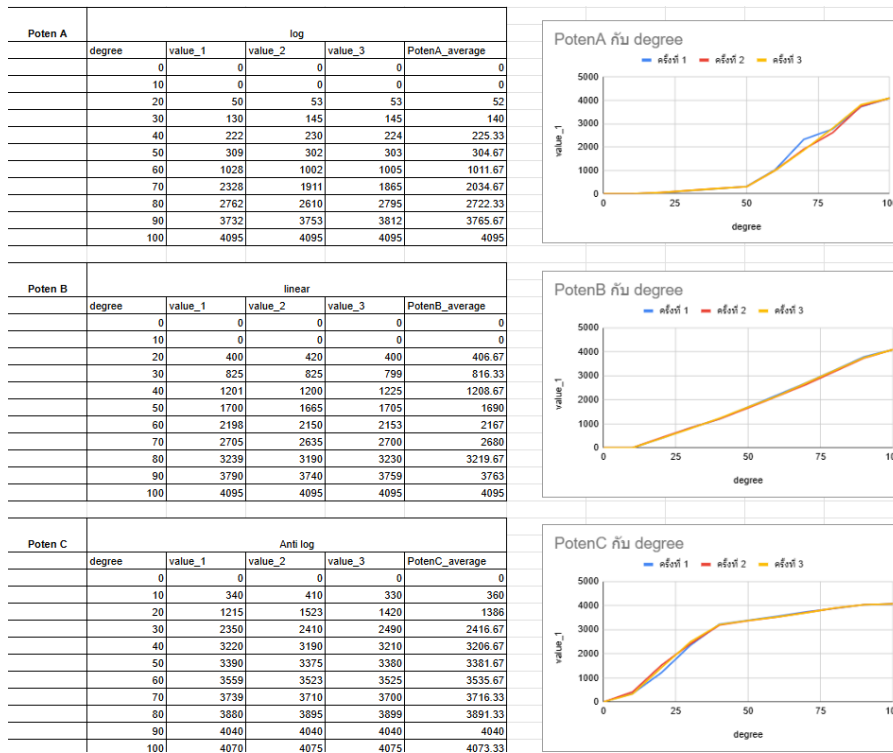 Poten A log
degree value_1 value_2 value_3 PotenA_average
0 0 0 0 0
10 0 0 0 0
20 50 53 53 52
30 130 145 145 140
40 222 230 224 225.33
50 309 302 303 304.67
60 1028 1002 1005 1011.67
70 2328 1911 1865 2034.67
80 2762 2610 2795 2722.33
90 3732 3753 3812 3765.67
100 4095 4095 4095 4095
PotenA กับ degree
ครั้งที่ 1 ครั้งที่ 2 ครั้งที่ 3
value_1
5000
4000
3000
2000
1000
0
0 25 50 75 100
degree
Poten B linear
degree value_1 value_2 value_3 PotenB_average
0 0 0 0 0
10 0 0 0 0
20 400 420 400 406.67
30 825 825 799 816.33
40 1201 1200 1225 1208.67
50 1700 1665 1705 1690
60 2198 2150 2153 2167
70 2705 2635 2700 2680
80 3239 3190 3230 3219.67
90 3790 3740 3759 3763
100 4095 4095 4095 4095
PotenB กับ degree
ครั้งที่ 1 ครั้งที่ 2 ครั้งที่ 3
value_1
5000
4000
3000
2000
1000
0
0 25 50 75 100
degree
Poten C Anti log
degree value_1 value_2 value_3 PotenC_average
0 0 0 0 0
10 340 410 330 360
20 1215 1523 1420 1386
30 2350 2410 2490 2416.67
40 3220 3190 3210 3206.67
50 3390 3375 3380 3381.67
60 3559 3523 3525 3535.67
70 3739 3710 3700 3716.33
80 3880 3895 3899 3891.33
90 4040 4040 4040 4040
100 4070 4075 4075 4073.33
PotenC กับ degree
ครั้งที่ 1 ครั้งที่ 2 ครั้งที่ 3
value_1
5000
4000
3000
2000
1000
0
0 25 50 75 100
degree